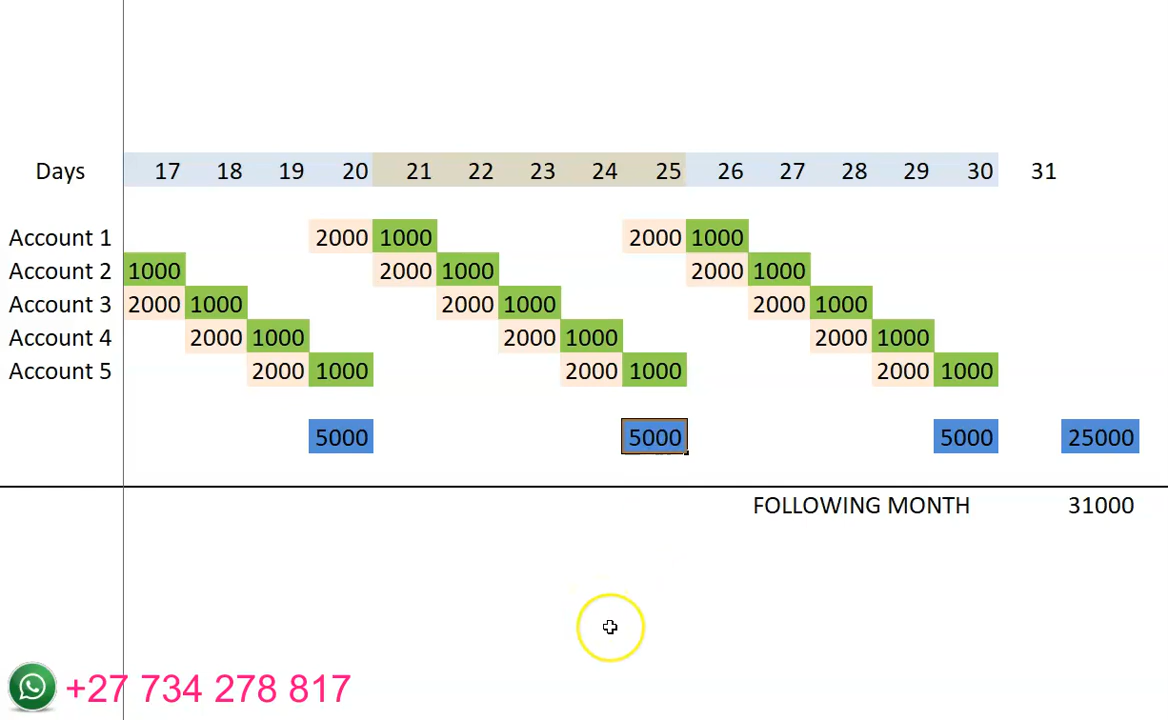 Days 17 18 19 20 21 22 23 24 25 26 27 28 29 30 31
Account 1 2000 1000 2000 1000
Account 2 1000 2000 1000 2000 1000
Account 3 2000 1000 2000 1000 2000 1000
Account 4 2000 1000 2000 1000 2000 1000
Account 5 2000 1000 2000 1000 2000 1000
5000 5000 5000 25000
FOLLOWING MONTH 31000
+27 734 278 817